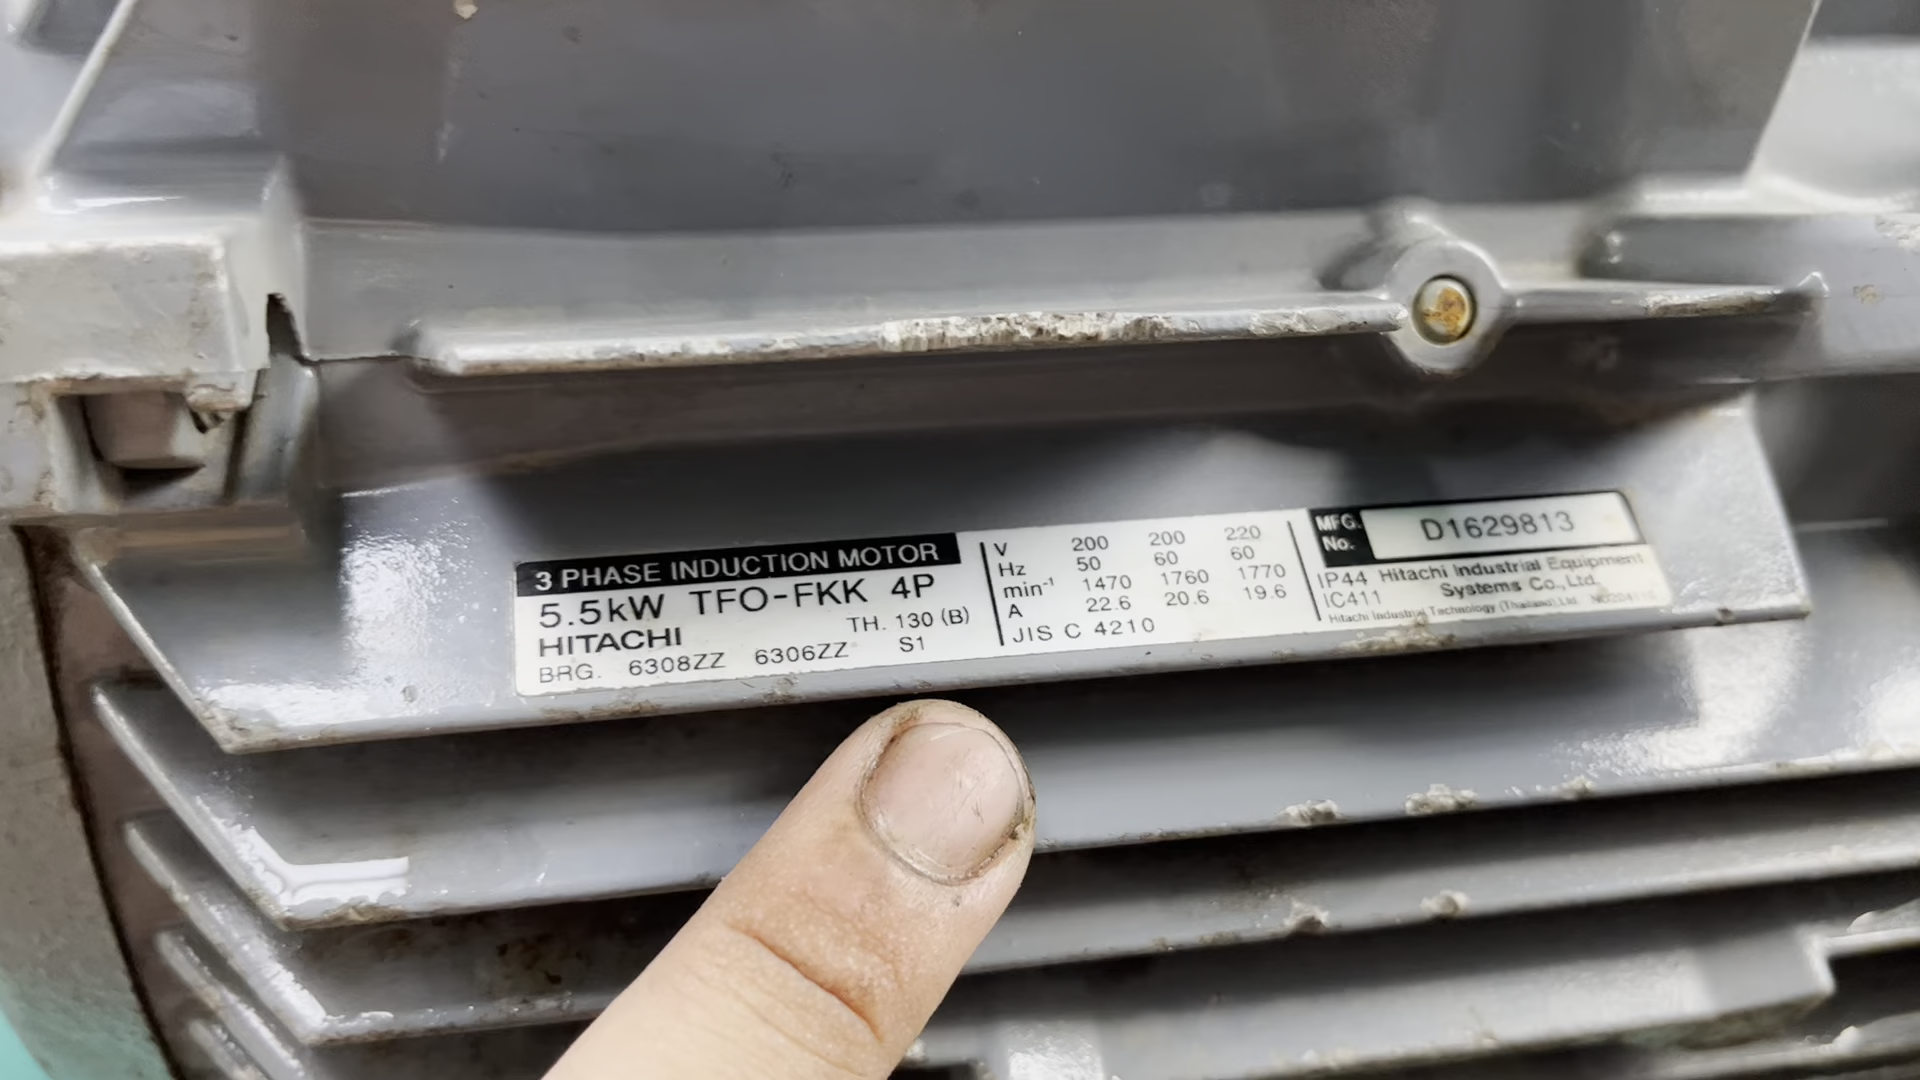 3 PHASE INDUCTION MOTOR
5.5kW TFO-FKK 4P
HITACHI TH. 130 (B)
BRG. 6308ZZ 6306ZZ S1
V 200 200 220
Hz 50 60 60
min⁻¹ 1470 1760 1770
A 22.6 20.6 19.6
JIS C 4210
MFG. No. D1629813
IP44 Hitachi Industrial Equipment
IC411 Systems Co.,Ltd.
Hitachi Industrial Technology (Thailand),Ltd.